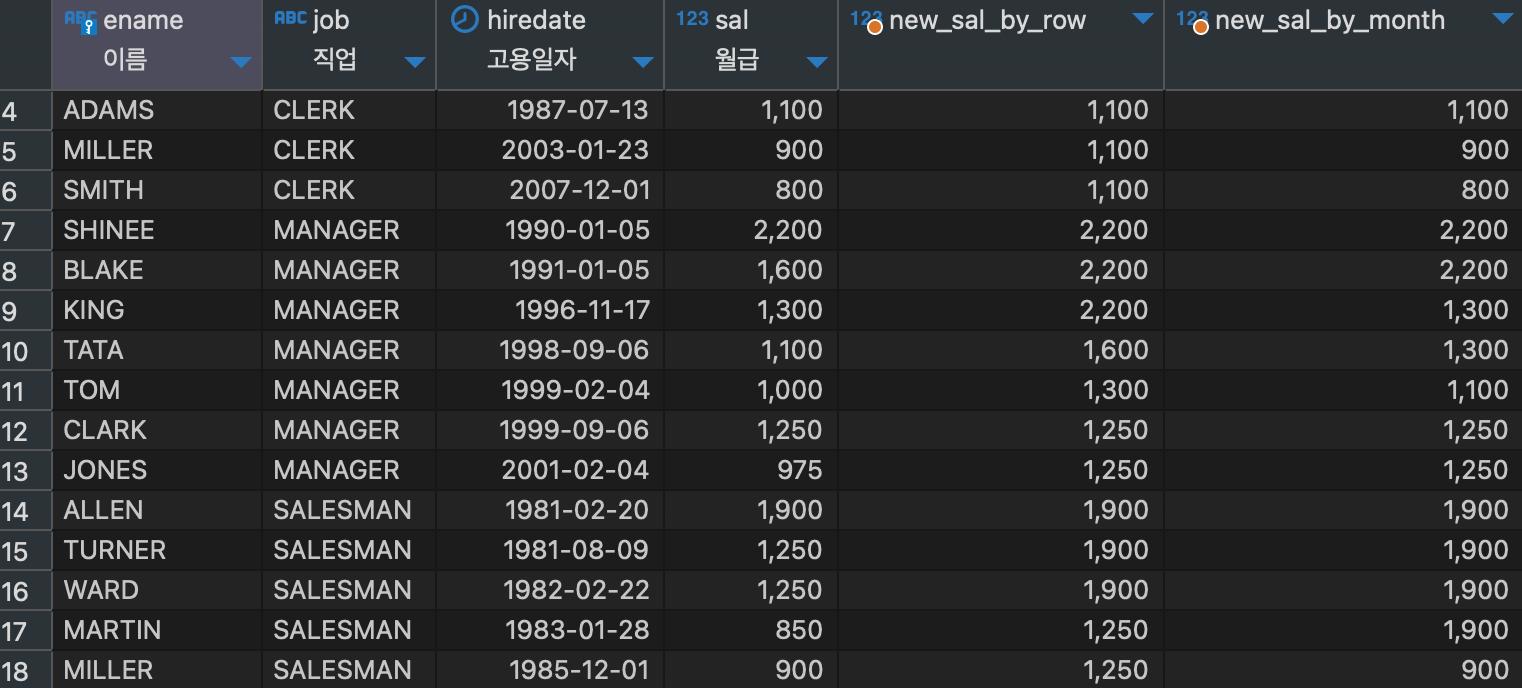 ABC ename ABC job hiredate 123 sal 123 new_sal_by_row 123 new_sal_by_month
이름 직업 고용일자 월급
4 ADAMS CLERK 1987-07-13 1,100 1,100 1,100
5 MILLER CLERK 2003-01-23 900 1,100 900
6 SMITH CLERK 2007-12-01 800 1,100 800
7 SHINEE MANAGER 1990-01-05 2,200 2,200 2,200
8 BLAKE MANAGER 1991-01-05 1,600 2,200 2,200
9 KING MANAGER 1996-11-17 1,300 2,200 1,300
10 TATA MANAGER 1998-09-06 1,100 1,600 1,300
11 TOM MANAGER 1999-02-04 1,000 1,300 1,100
12 CLARK MANAGER 1999-09-06 1,250 1,250 1,250
13 JONES MANAGER 2001-02-04 975 1,250 1,250
14 ALLEN SALESMAN 1981-02-20 1,900 1,900 1,900
15 TURNER SALESMAN 1981-08-09 1,250 1,900 1,900
16 WARD SALESMAN 1982-02-22 1,250 1,900 1,900
17 MARTIN SALESMAN 1983-01-28 850 1,250 1,900
18 MILLER SALESMAN 1985-12-01 900 1,250 900